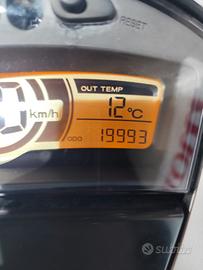 RESET
OUT TEMP
12°C
km/h
ODO 19993
SUBITO